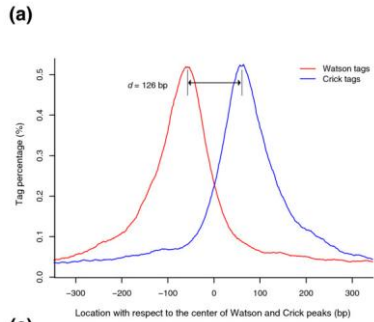 (a)
Watson tags
Crick tags
d = 126 bp
Tag percentage (%)
0.5
0.4
0.3
0.2
0.1
0.0
−300 −200 −100 0 100 200 300
Location with respect to the center of Watson and Crick peaks (bp)